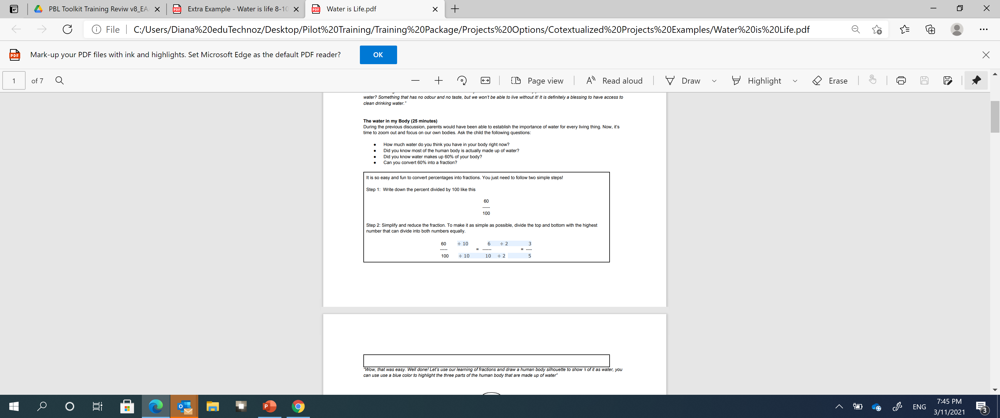 PBL Toolkit Training Reviw v8_EA
Extra Example - Water is life 8-10
Water is Life.pdf
File
C:/Users/Diana%20eduTechnoz/Desktop/Pilot%20Training/Training%20Package/Projects%20Options/Cotextualized%20Projects%20Examples/Water%20is%20Life.pdf
PDF
Mark-up your PDF files with ink and highlights. Set Microsoft Edge as the default PDF reader?
OK
1 of 7
Page view
Read aloud
Draw
Highlight
Erase
water? Something that has no odour and no taste, but we won't be able to live without it! It is definitely a blessing to have access to
clean drinking water."
The water in my Body (25 minutes)
During the previous discussion, parents would have been able to establish the importance of water for every living thing. Now, it's
time to zoom out and focus on our own bodies. Ask the child the following questions:
● How much water do you think you have in your body right now?
● Did you know most of the human body is actually made up of water?
● Did you know water makes up 60% of your body?
● Can you convert 60% into a fraction?
It is so easy and fun to convert percentages into fractions. You just need to follow two simple steps!
Step 1: Write down the percent divided by 100 like this
60
-----
100
Step 2: Simplify and reduce the fraction. To make it as simple as possible, divide the top and bottom with the highest
number that can divide into both numbers equally.
60 ÷ 10 6 ÷ 2 3
----- = ------ = ----
100 ÷ 10 10 ÷ 2 5
"Wow, that was easy. Well done! Let's use our learning of fractions and draw a human body silhouette to show ⅗ of it as water, you
can use use a blue color to highlight the three parts of the human body that are made up of water"
ENG
7:45 PM
3/11/2021
3